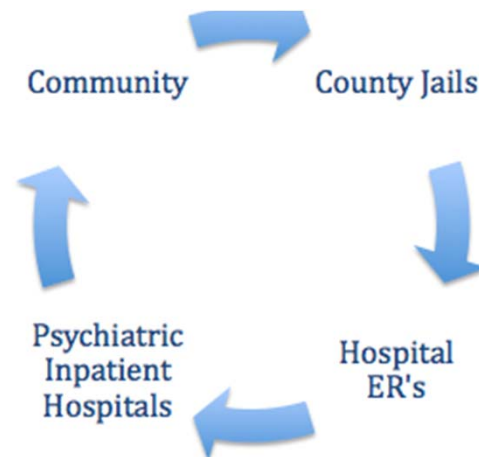 Community
County Jails
Hospital
ER's
Psychiatric
Inpatient
Hospitals